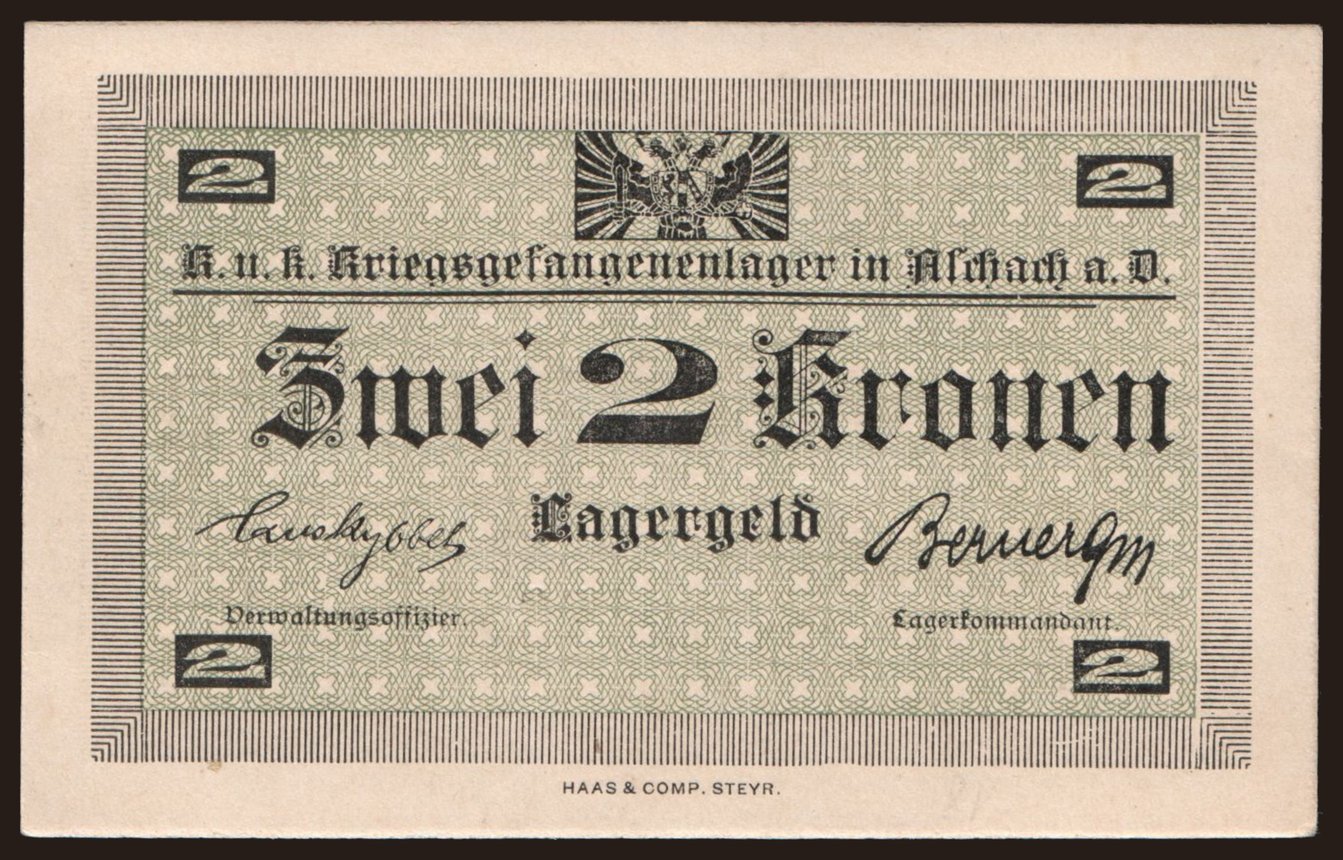 2 2
K. u. k. Kriegsgefangenenlager in Aschach a. D.
Zwei 2 Kronen
Lagergeld
Verwaltungsoffizier. Lagerkommandant.
2 2
HAAS & COMP. STEYR.